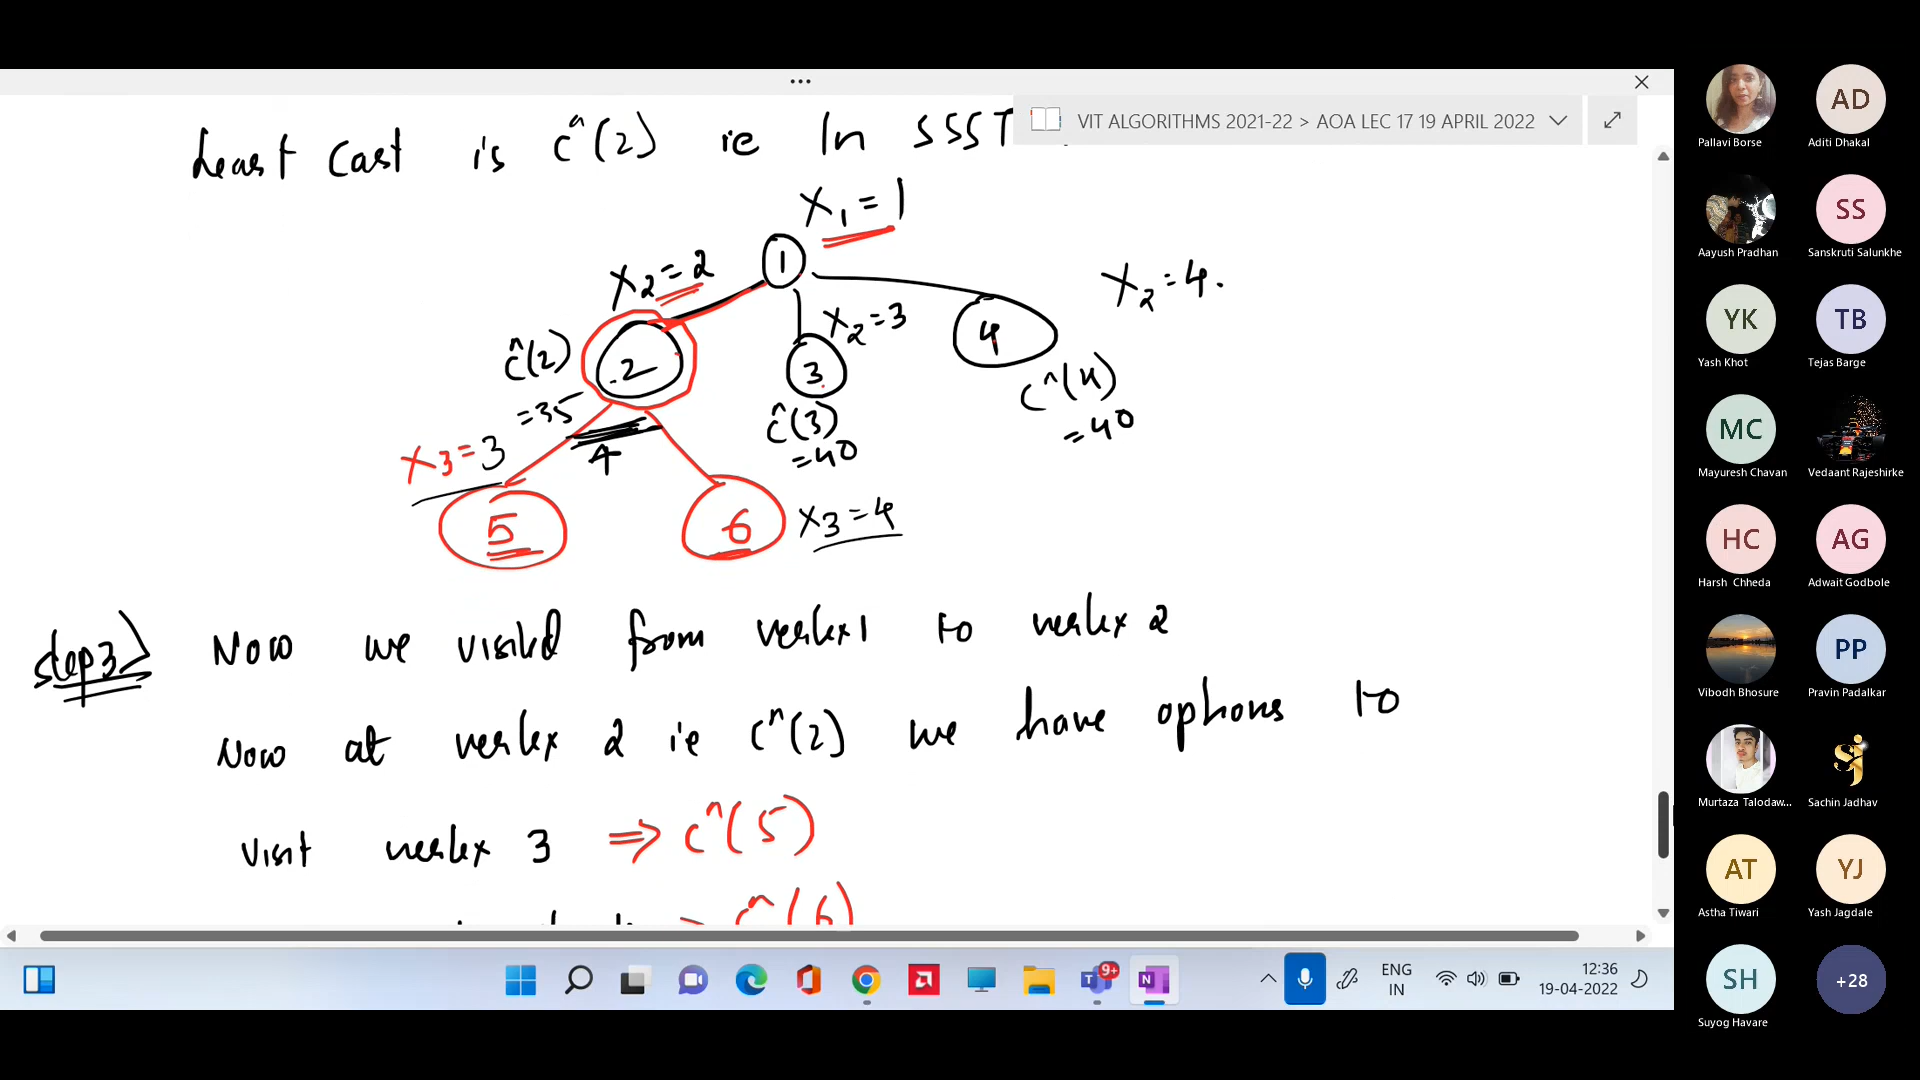 •••
VIT ALGORITHMS 2021-22 > AOA LEC 17 19 APRIL 2022
Least cost is c^(2) ie In SSST
X1 = 1
1
X2 = 2
X2 = 3
X2 = 4.
2
3
4
ĉ(2)
= 35
ĉ(3)
= 40
c^(4)
= 40
X3 = 3
4
5
6
X3 = 4
Step3) Now we visited from vertex 1 to vertex 2
Now at vertex 2 ie c^(2) we have options to
visit vertex 3 ⇒ c^(5)
c^(6)
Pallavi Borse
AD
Aditi Dhakal
Aayush Pradhan
SS
Sanskruti Salunkhe
YK
Yash Khot
TB
Tejas Barge
MC
Mayuresh Chavan
Vedaant Rajeshirke
HC
Harsh Chheda
AG
Adwait Godbole
Vibodh Bhosure
PP
Pravin Padalkar
Murtaza Talodaw...
Sj
Sachin Jadhav
AT
Astha Tiwari
YJ
Yash Jagdale
SH
Suyog Havare
+28
9+
ENG
IN
12:36
19-04-2022